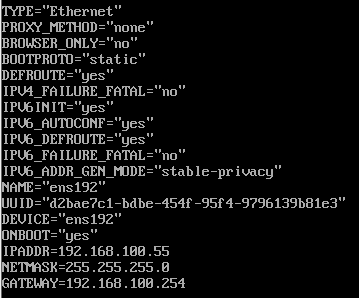 TYPE="Ethernet"
PROXY_METHOD="none"
BROWSER_ONLY="no"
BOOTPROTO="static"
DEFROUTE="yes"
IPV4_FAILURE_FATAL="no"
IPV6INIT="yes"
IPV6_AUTOCONF="yes"
IPV6_DEFROUTE="yes"
IPV6_FAILURE_FATAL="no"
IPV6_ADDR_GEN_MODE="stable-privacy"
NAME="ens192"
UUID="d2bae7c1-bdbe-454f-95f4-9796139b81e3"
DEVICE="ens192"
ONBOOT="yes"
IPADDR=192.168.100.55
NETMASK=255.255.255.0
GATEWAY=192.168.100.254